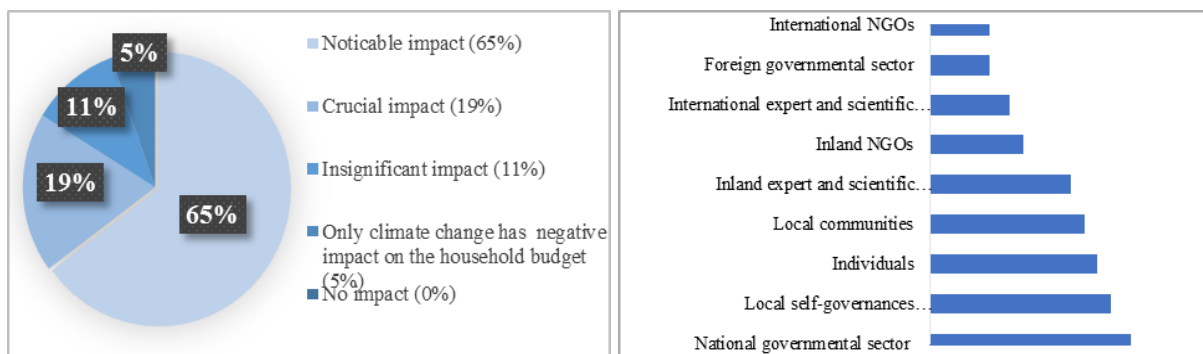 5%
11%
19%
65%
Noticable impact (65%)
Crucial impact (19%)
Insignificant impact (11%)
Only climate change has negative
impact on the household budget
(5%)
No impact (0%)
International NGOs
Foreign governmental sector
International expert and scientific…
Inland NGOs
Inland expert and scientific…
Local communities
Individuals
Local self-governances…
National governmental sector